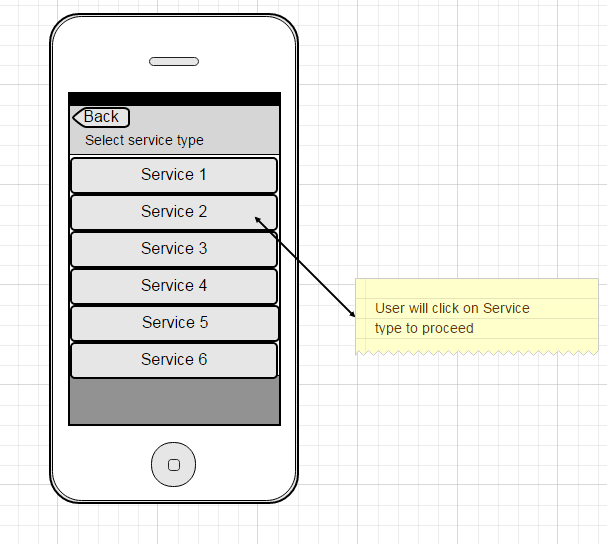 Back
Select service type
Service 1
Service 2
Service 3
Service 4
Service 5
Service 6
User will click on Service
type to proceed